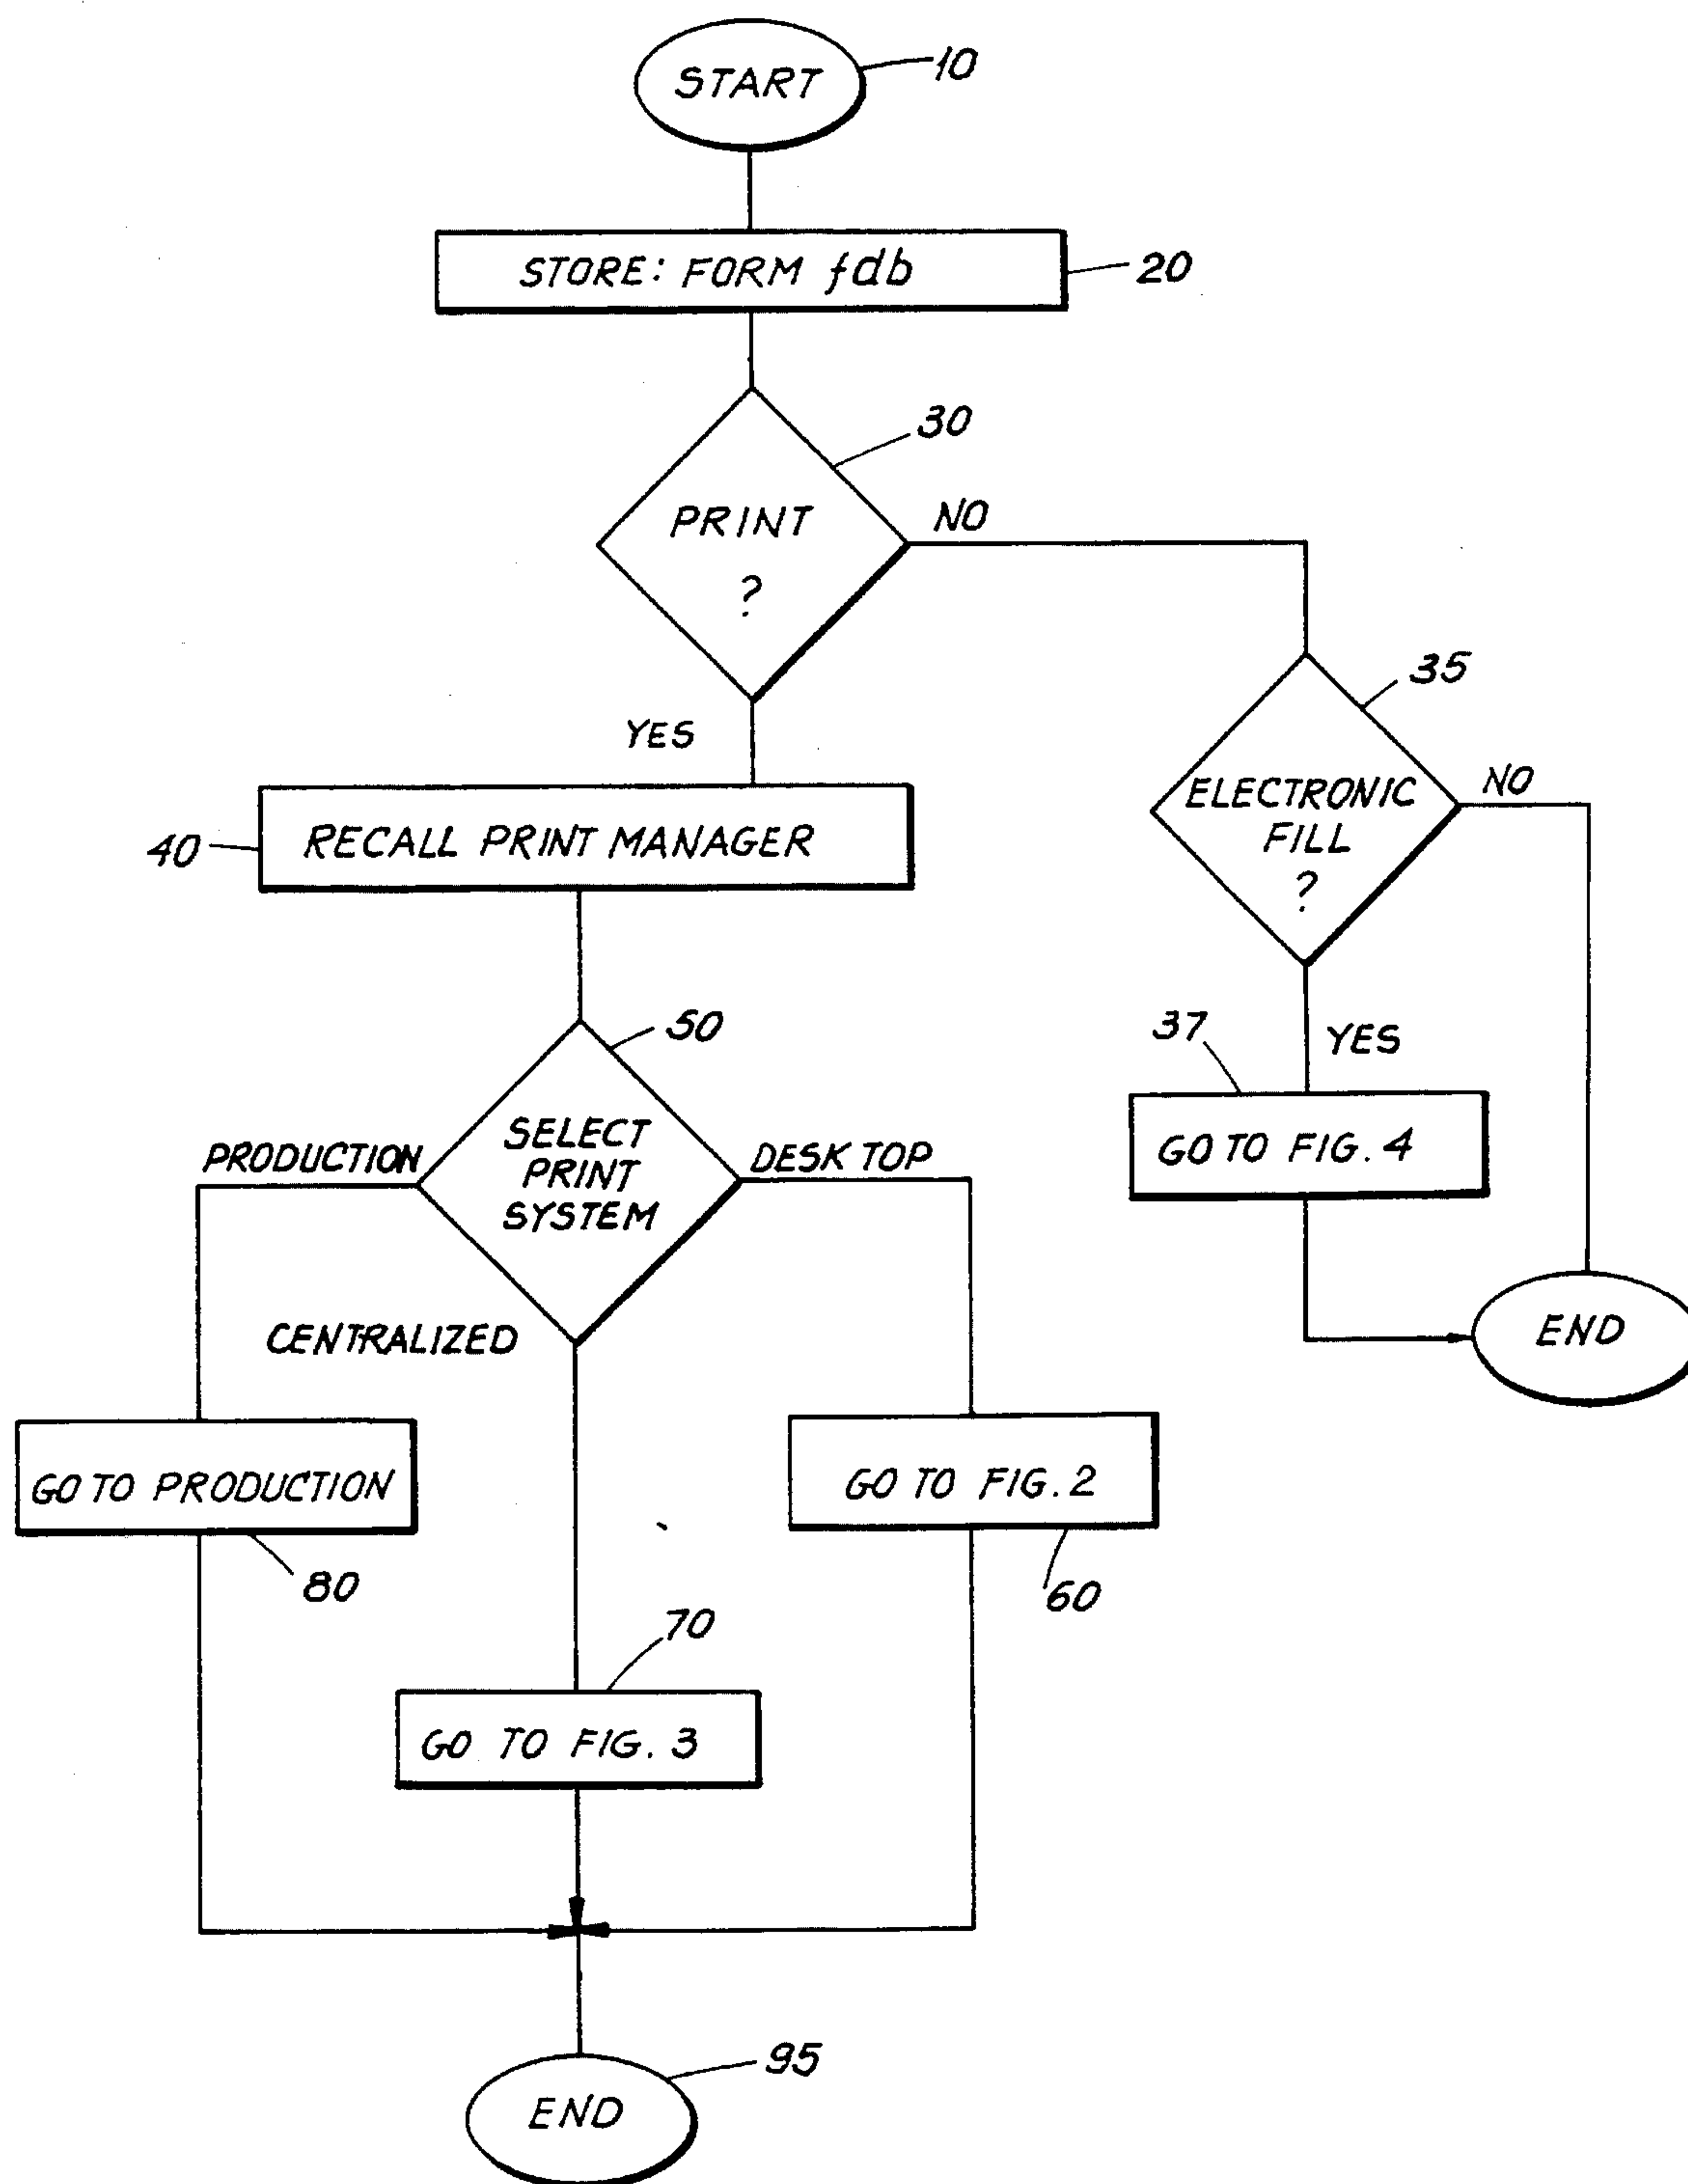 START
10
STORE: FORM fdb
20
30
PRINT
?
NO
YES
35
ELECTRONIC
FILL
?
NO
40
RECALL PRINT MANAGER
50
37
YES
SELECT
PRINT
SYSTEM
PRODUCTION
DESK TOP
GO TO FIG. 4
CENTRALIZED
END
GO TO PRODUCTION
80
GO TO FIG. 2
60
70
GO TO FIG. 3
95
END